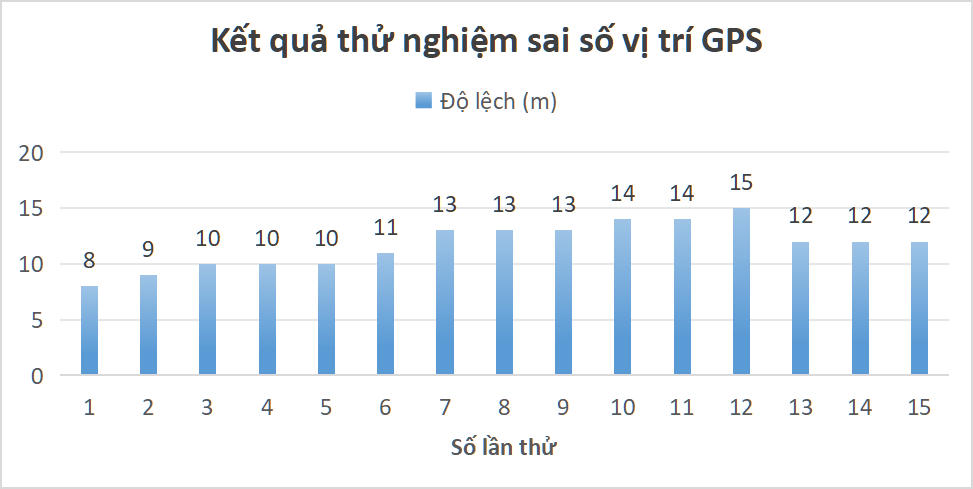 Kết quả thử nghiệm sai số vị trí GPS
Độ lệch (m)
20
15
10
5
0
8 9 10 10 10 11 13 13 13 14 14 15 12 12 12
1 2 3 4 5 6 7 8 9 10 11 12 13 14 15
Số lần thử